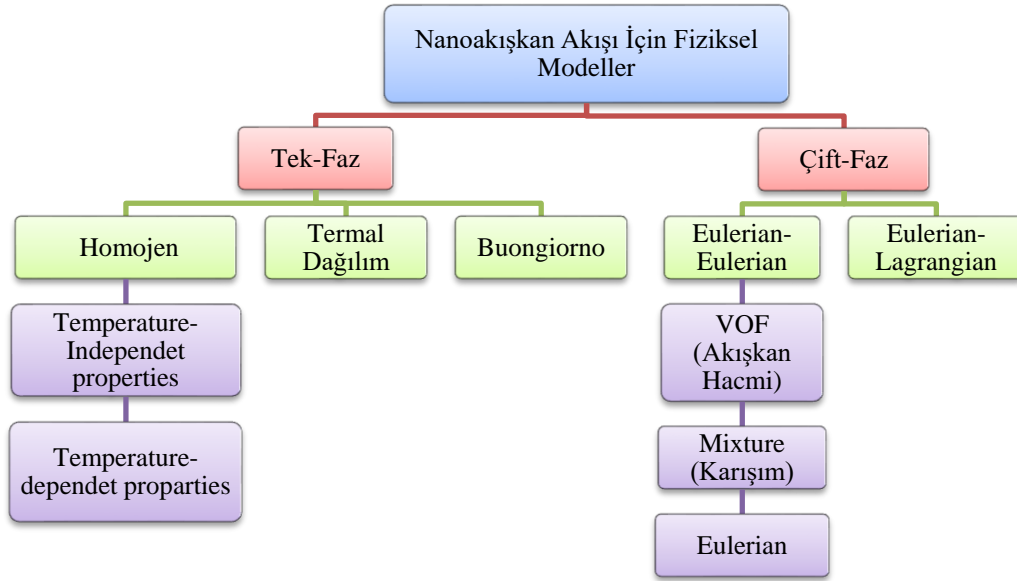 Nanoakışkan Akışı İçin Fiziksel
Modeller
Tek-Faz
Çift-Faz
Homojen
Termal
Dağılım
Buongiorno
Eulerian-
Eulerian
Eulerian-
Lagrangian
Temperature-
Independet
properties
VOF
(Akışkan
Hacmi)
Temperature-
dependet proparties
Mixture
(Karışım)
Eulerian